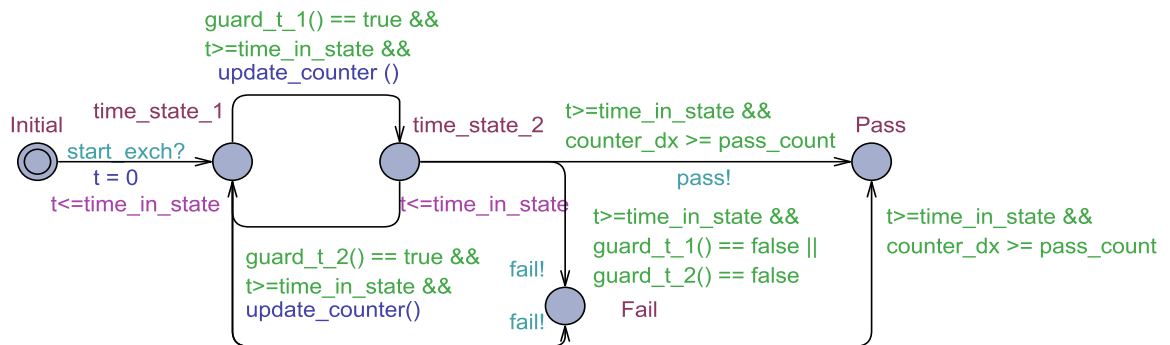 guard_t_1() == true &&
t>=time_in_state &&
update_counter ()
time_state_1
Initial
start_exch?
t = 0
t<=time_in_state
time_state_2
t<=time_in_state
t>=time_in_state &&
counter_dx >= pass_count
pass!
Pass
guard_t_2() == true &&
t>=time_in_state &&
update_counter()
fail!
fail!
t>=time_in_state &&
guard_t_1() == false ||
guard_t_2() == false
Fail
t>=time_in_state &&
counter_dx >= pass_count